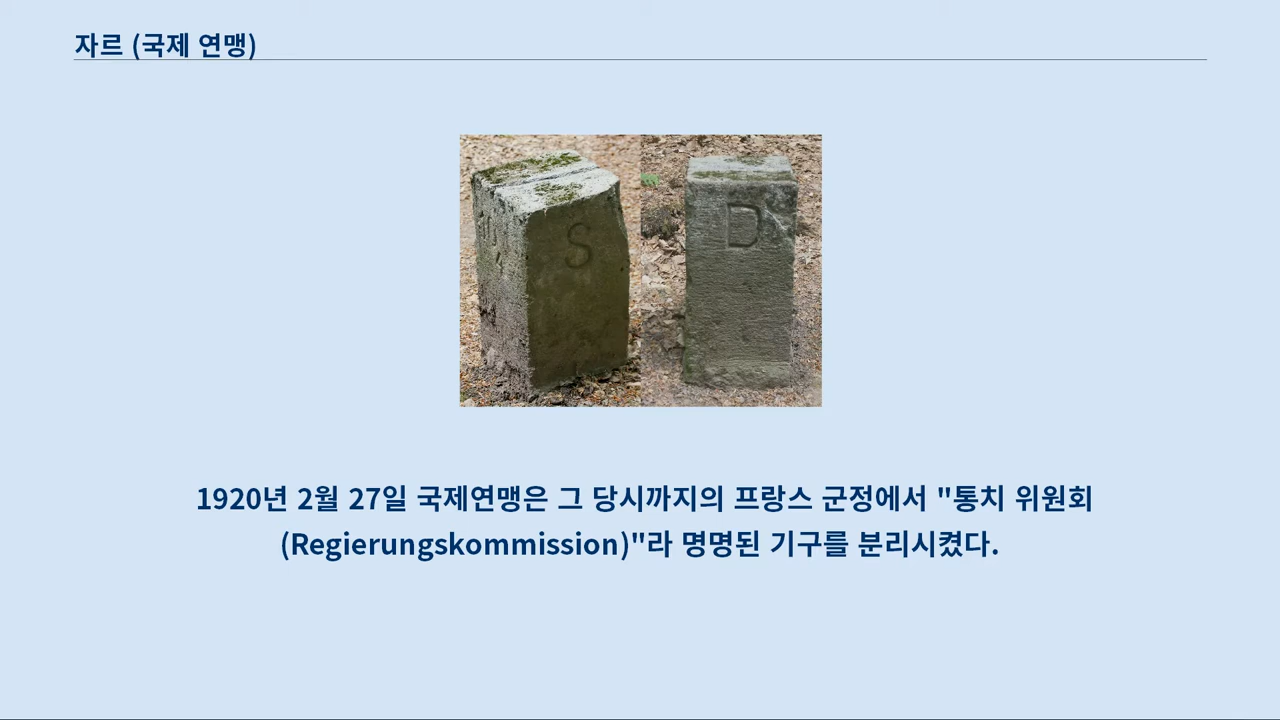 자르 (국제 연맹)
S
D
1920년 2월 27일 국제연맹은 그 당시까지의 프랑스 군정에서 "통치 위원회
(Regierungskommission)"라 명명된 기구를 분리시켰다.